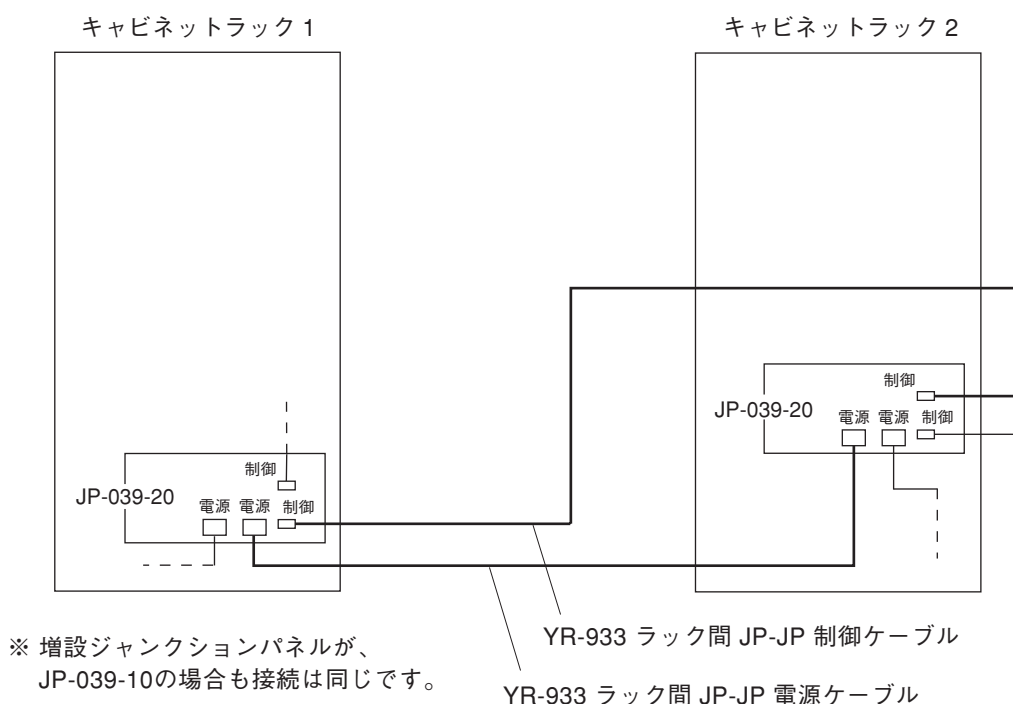 キャビネットラック 1
キャビネットラック 2
制御
JP-039-20
電源 電源 制御
制御
JP-039-20
電源 電源 制御
YR-933 ラック間 JP-JP 制御ケーブル
※ 増設ジャンクションパネルが、
JP-039-10の場合も接続は同じです。
YR-933 ラック間 JP-JP 電源ケーブル